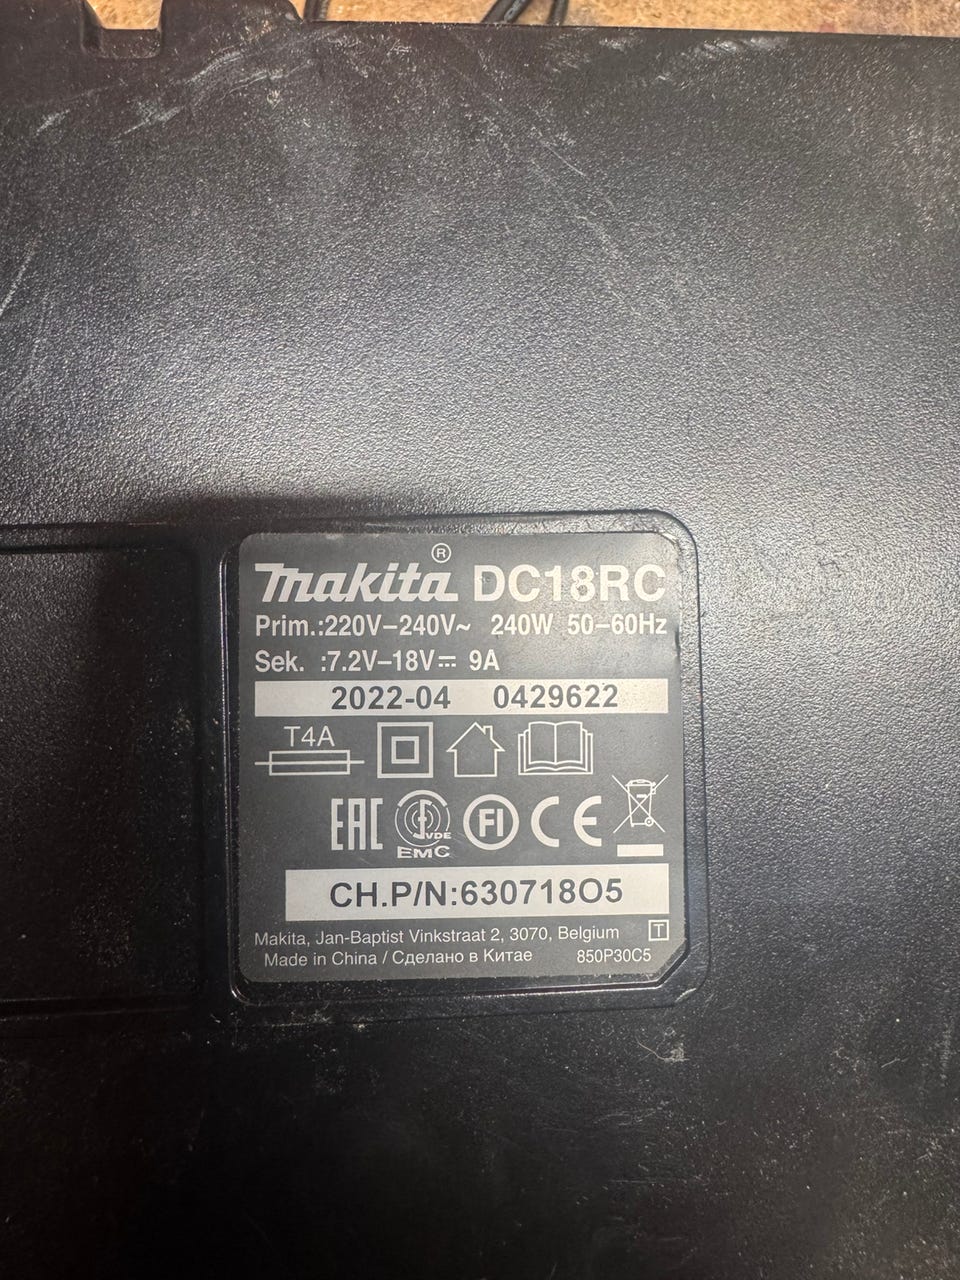 makita® DC18RC
Prim.:220V–240V~ 240W 50–60Hz
Sek. :7.2V–18V⎓ 9A
2022-04 0429622
T4A
EAC VDE FI CE
EMC
CH.P/N:630718O5
Makita, Jan-Baptist Vinkstraat 2, 3070, Belgium T
Made in China / Сделано в Китае 850P30C5